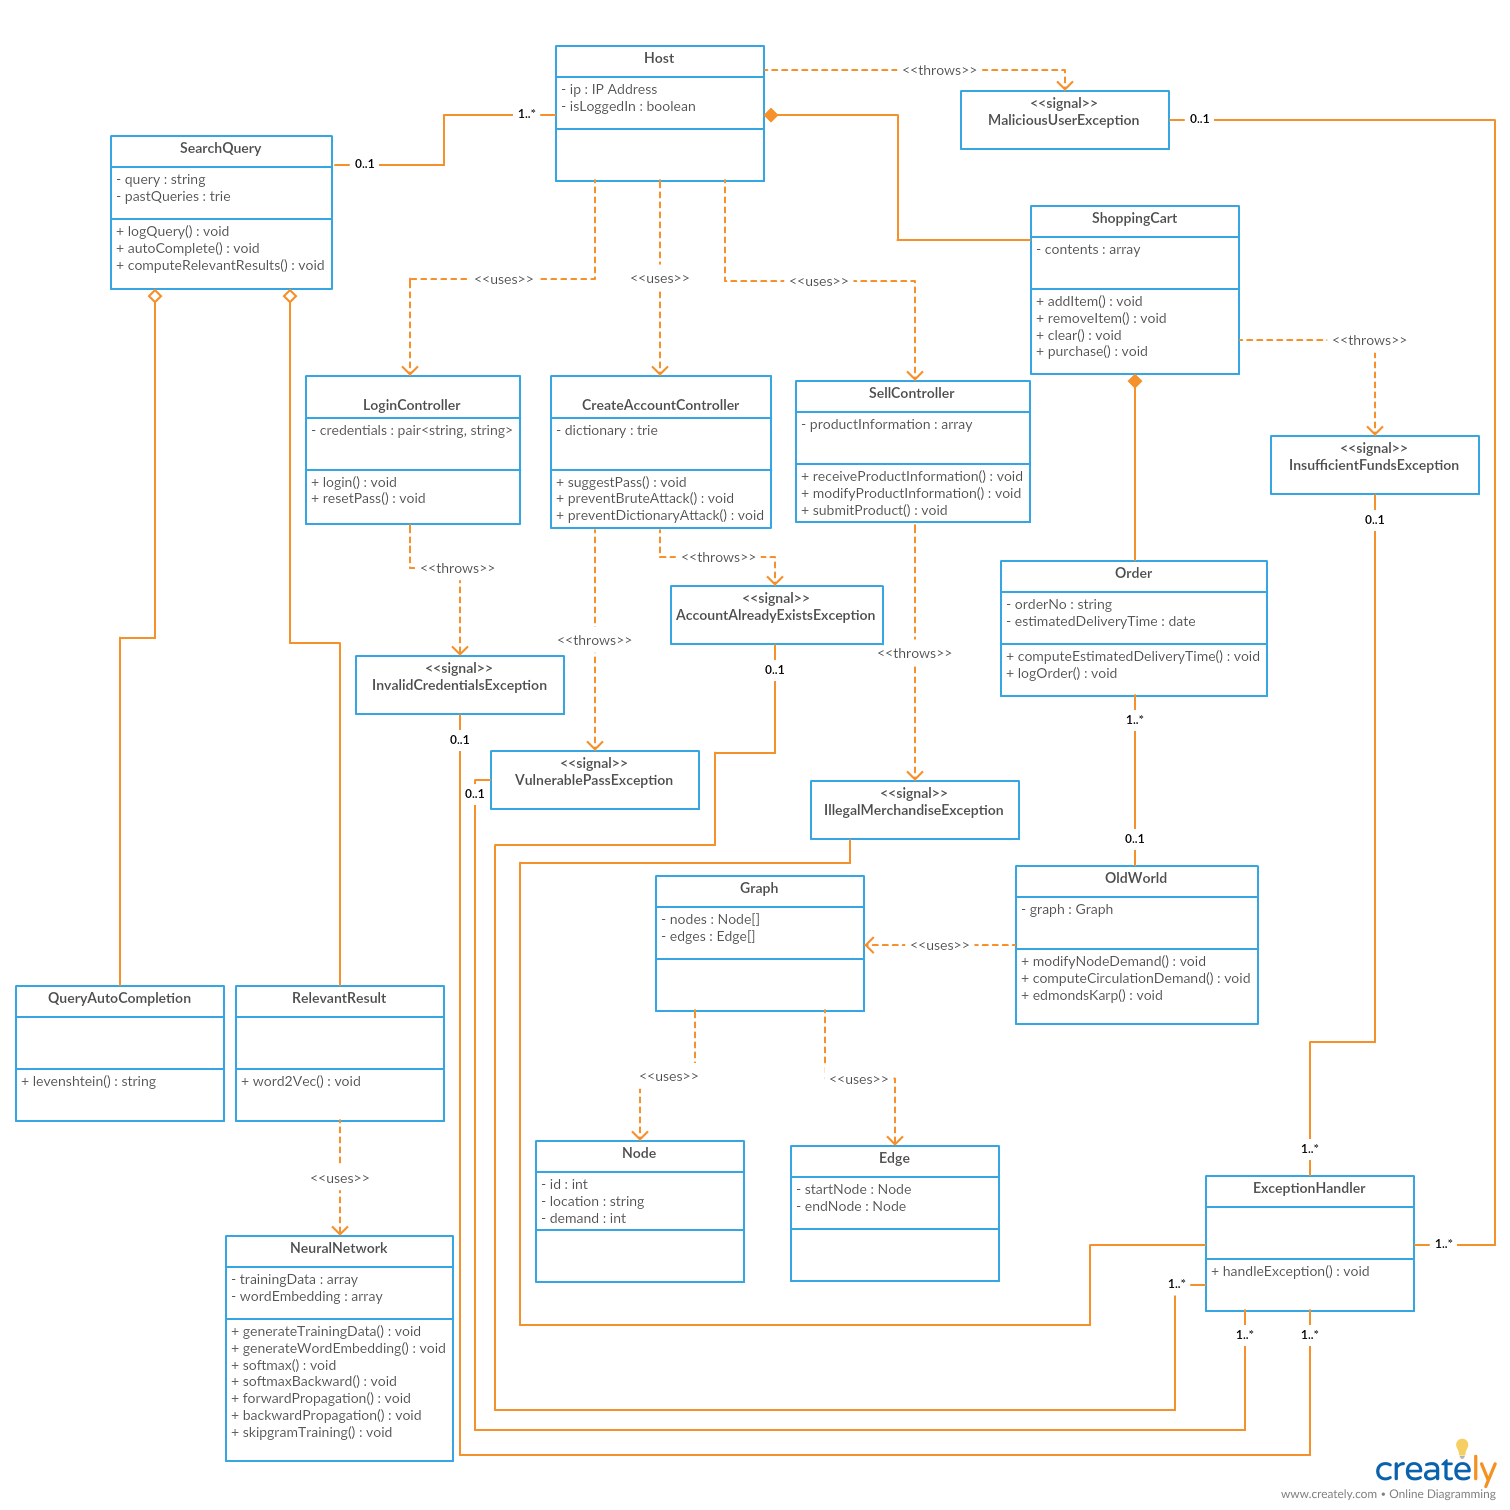 Host
- ip : IP Address
- isLoggedIn : boolean
<<throws>>
<<signal>>
MaliciousUserException
0..1
1..*
0..1
SearchQuery
- query : string
- pastQueries : trie
+ logQuery() : void
+ autoComplete() : void
+ computeRelevantResults() : void
ShoppingCart
- contents : array
+ addItem() : void
+ removeItem() : void
+ clear() : void
+ purchase() : void
<<uses>>
<<uses>>
<<uses>>
<<throws>>
LoginController
- credentials : pair<string, string>
+ login() : void
+ resetPass() : void
CreateAccountController
- dictionary : trie
+ suggestPass() : void
+ preventBruteAttack() : void
+ preventDictionaryAttack() : void
SellController
- productInformation : array
+ receiveProductInformation() : void
+ modifyProductInformation() : void
+ submitProduct() : void
<<signal>>
InsufficientFundsException
0..1
<<throws>>
<<throws>>
<<signal>>
AccountAlreadyExistsException
0..1
Order
- orderNo : string
- estimatedDeliveryTime : date
+ computeEstimatedDeliveryTime() : void
+ logOrder() : void
<<throws>>
<<throws>>
<<signal>>
InvalidCredentialsException
0..1
<<signal>>
VulnerablePassException
0..1
<<signal>>
IllegalMerchandiseException
1..*
0..1
Graph
- nodes : Node[]
- edges : Edge[]
<<uses>>
OldWorld
- graph : Graph
+ modifyNodeDemand() : void
+ computeCirculationDemand() : void
+ edmondsKarp() : void
QueryAutoCompletion
+ levenshtein() : string
RelevantResult
+ word2Vec() : void
<<uses>>
<<uses>>
<<uses>>
Node
- id : int
- location : string
- demand : int
Edge
- startNode : Node
- endNode : Node
1..*
ExceptionHandler
+ handleException() : void
1..*
1..*
1..*
1..*
NeuralNetwork
- trainingData : array
- wordEmbedding : array
+ generateTrainingData() : void
+ generateWordEmbedding() : void
+ softmax() : void
+ softmaxBackward() : void
+ forwardPropagation() : void
+ backwardPropagation() : void
+ skipgramTraining() : void
creately
www.creately.com • Online Diagramming